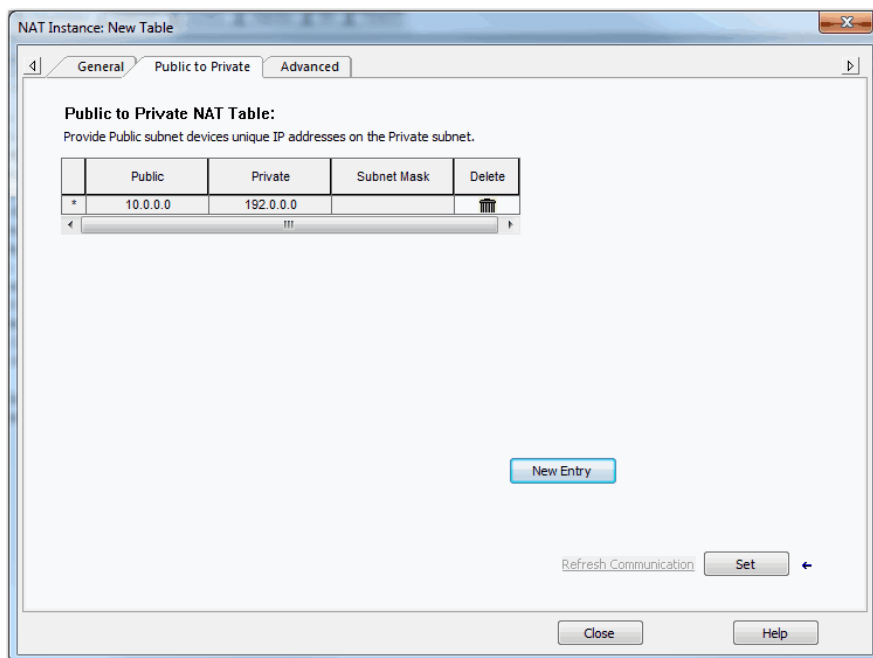 NAT Instance: New Table
General Public to Private Advanced
Public to Private NAT Table:
Provide Public subnet devices unique IP addresses on the Private subnet.
Public Private Subnet Mask Delete
* 10.0.0.0 192.0.0.0
New Entry
Refresh Communication Set
Close Help